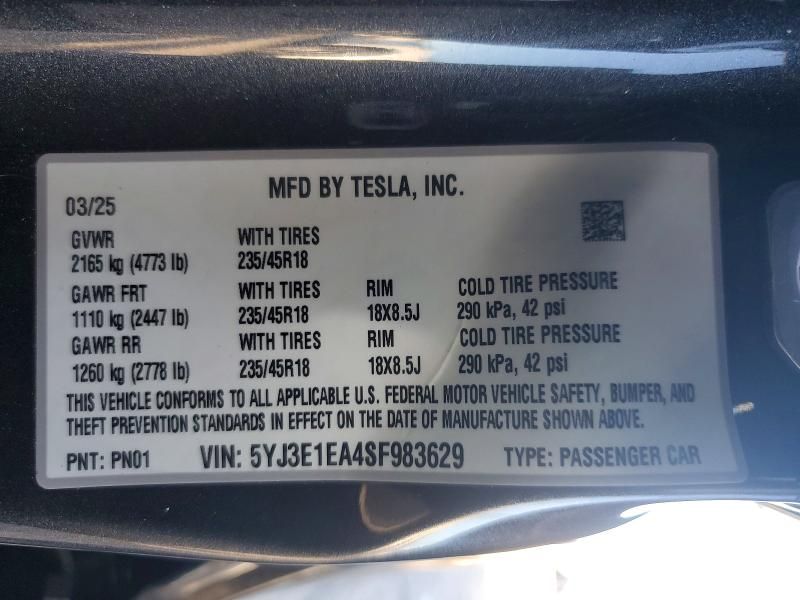 MFD BY TESLA, INC.
03/25
GVWR WITH TIRES
2165 kg (4773 lb) 235/45R18
GAWR FRT WITH TIRES RIM COLD TIRE PRESSURE
1110 kg (2447 lb) 235/45R18 18X8.5J 290 kPa, 42 psi
GAWR RR WITH TIRES RIM COLD TIRE PRESSURE
1260 kg (2778 lb) 235/45R18 18X8.5J 290 kPa, 42 psi
THIS VEHICLE CONFORMS TO ALL APPLICABLE U.S. FEDERAL MOTOR VEHICLE SAFETY, BUMPER, AND
THEFT PREVENTION STANDARDS IN EFFECT ON THE DATE OF MANUFACTURE SHOWN ABOVE.
PNT: PN01 VIN: 5YJ3E1EA4SF983629 TYPE: PASSENGER CAR